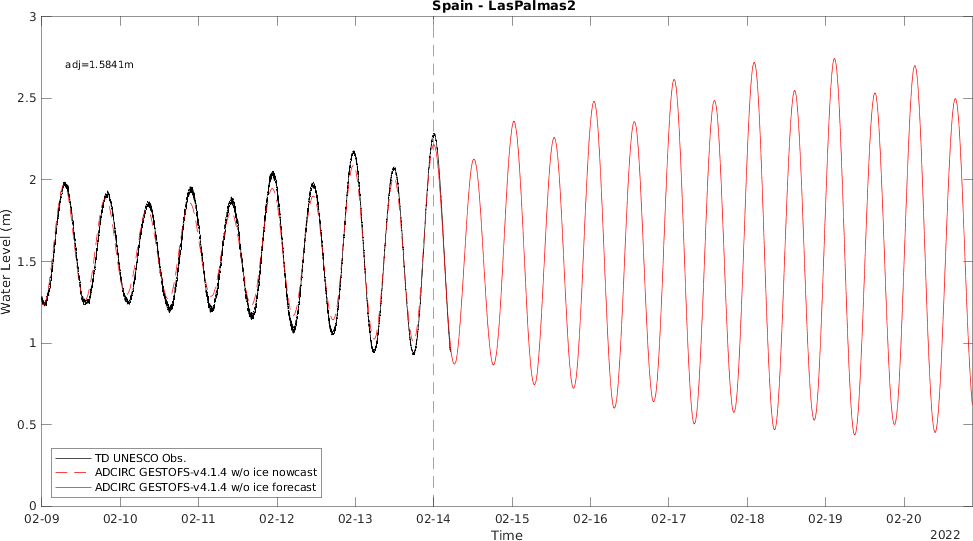 Spain - LasPalmas2
adj=1.5841m
3
2.5
2
1.5
1
0.5
0
Water Level (m)
TD UNESCO Obs.
ADCIRC GESTOFS-v4.1.4 w/o ice nowcast
ADCIRC GESTOFS-v4.1.4 w/o ice forecast
02-09 02-10 02-11 02-12 02-13 02-14 02-15 02-16 02-17 02-18 02-19 02-20
Time
2022